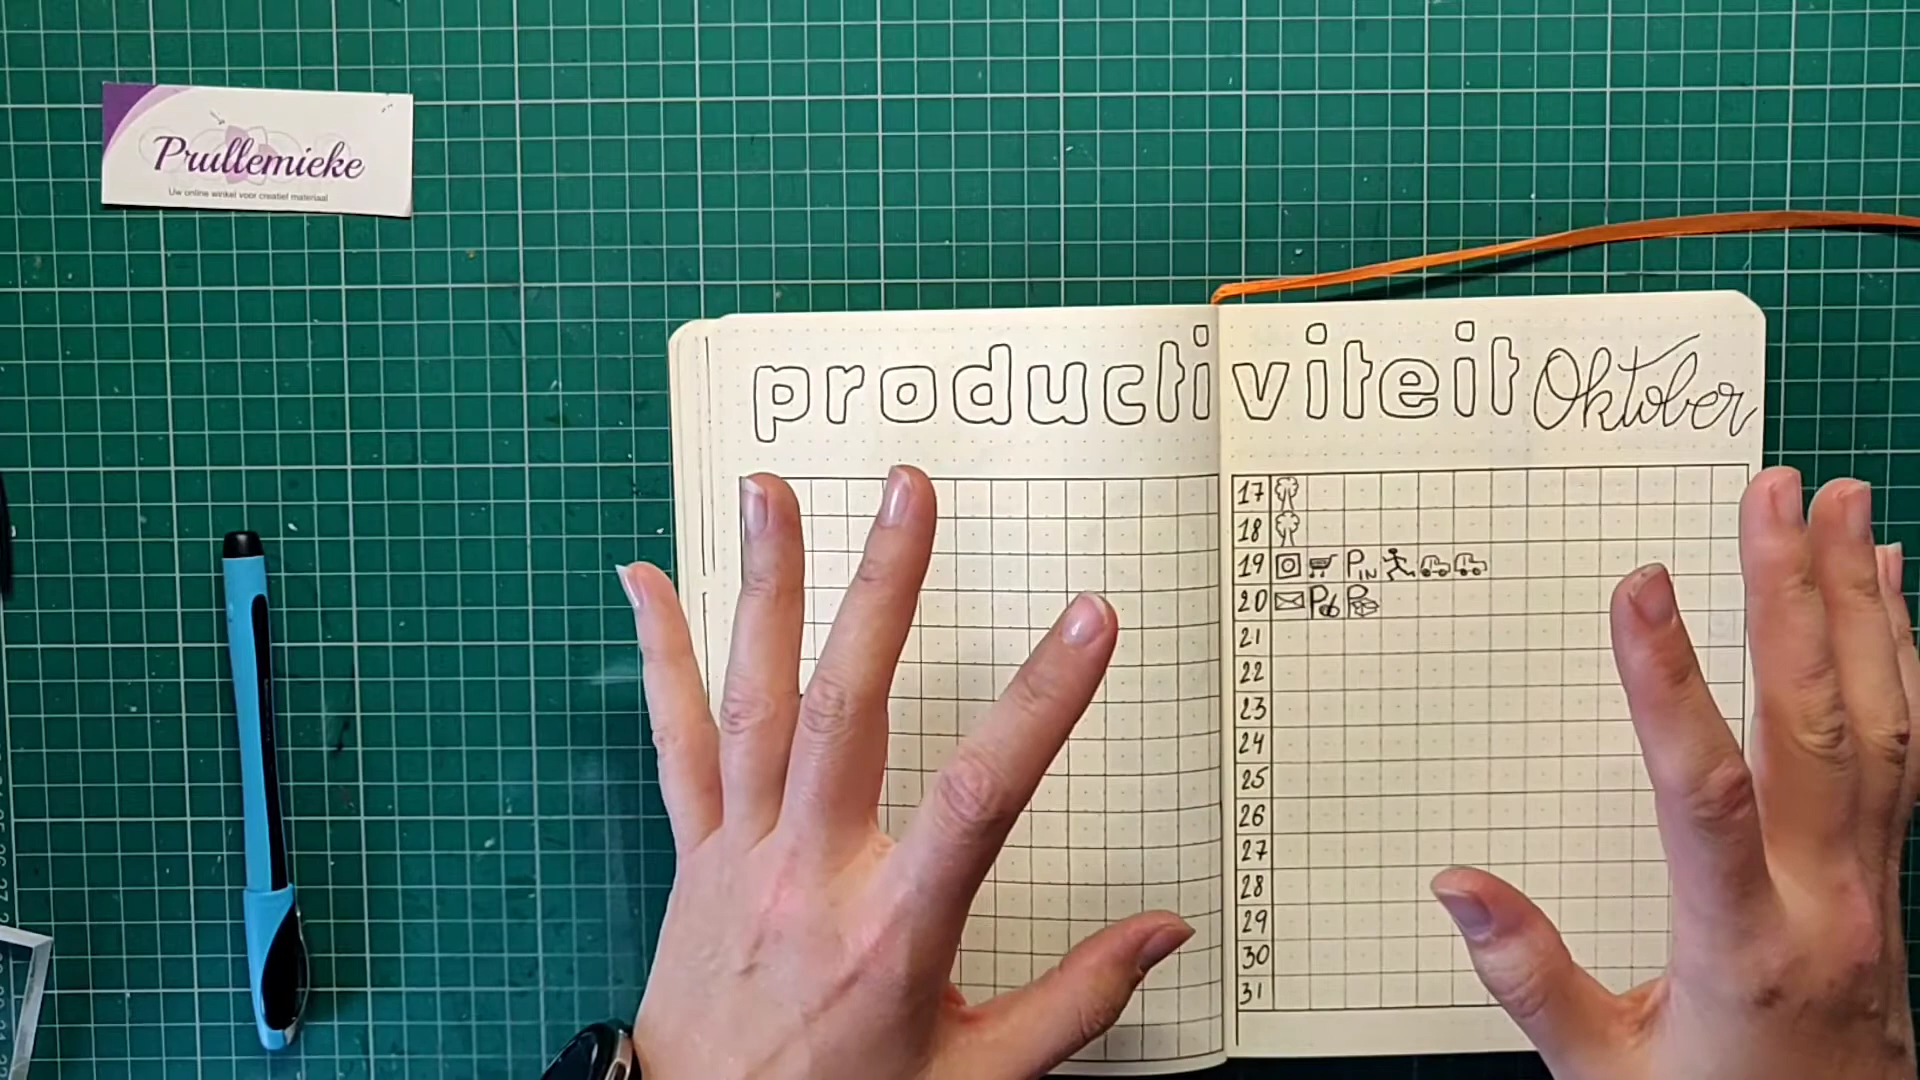 Prullemieke
Uw online winkel voor creatief materiaal
productiviteit Oktober
17
18
19 PIN
20 P P
21
22
23
24
25
26
27
28
29
30
31